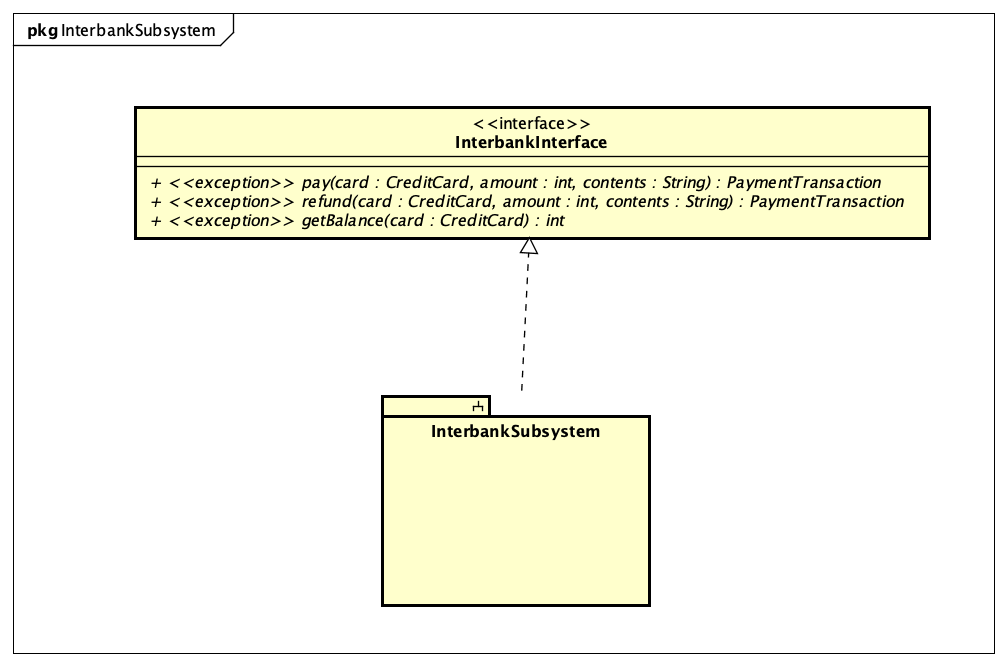 pkg InterbankSubsystem
<<interface>>
InterbankInterface
+ <<exception>> pay(card : CreditCard, amount : int, contents : String) : PaymentTransaction
+ <<exception>> refund(card : CreditCard, amount : int, contents : String) : PaymentTransaction
+ <<exception>> getBalance(card : CreditCard) : int
InterbankSubsystem